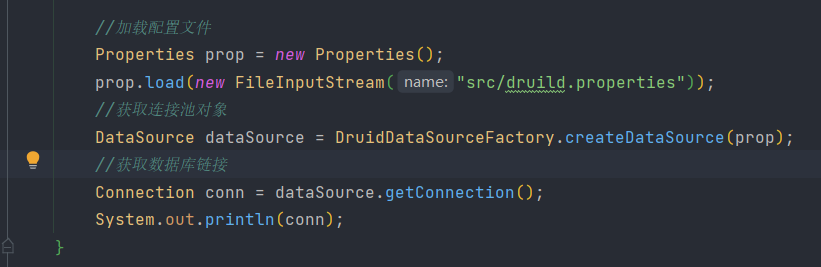 //加载配置文件
Properties prop = new Properties();
prop.load(new FileInputStream( name: "src/druild.properties"));
//获取连接池对象
DataSource dataSource = DruidDataSourceFactory.createDataSource(prop);
//获取数据库链接
Connection conn = dataSource.getConnection();
System.out.println(conn);
}